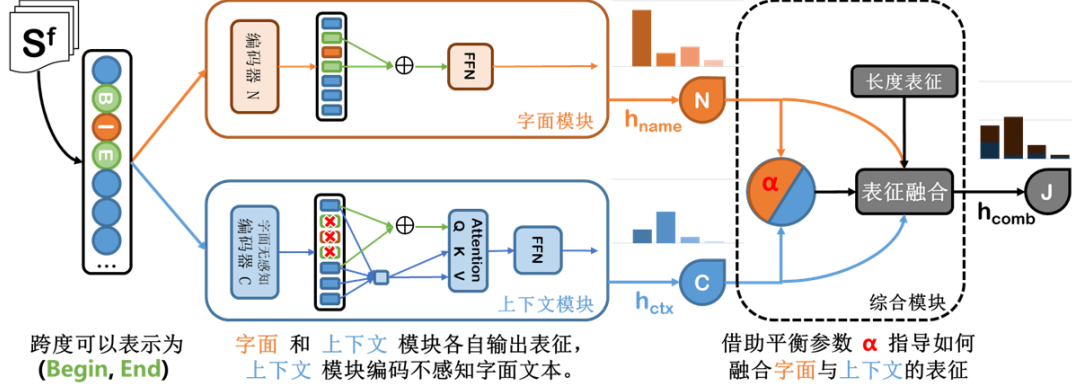 S^f
B
I
E
...
编码器 N
FFN
字面模块
字面无感知
编码器 C
Q K V
Attention
FFN
上下文模块
h_name
N
h_ctx
C
α
长度表征
表征融合
综合模块
h_comb
J
跨度可以表示为
(Begin, End)
字面 和 上下文 模块各自输出表征，
上下文 模块编码不感知字面文本。
借助平衡参数 α 指导如何
融合字面与上下文的表征